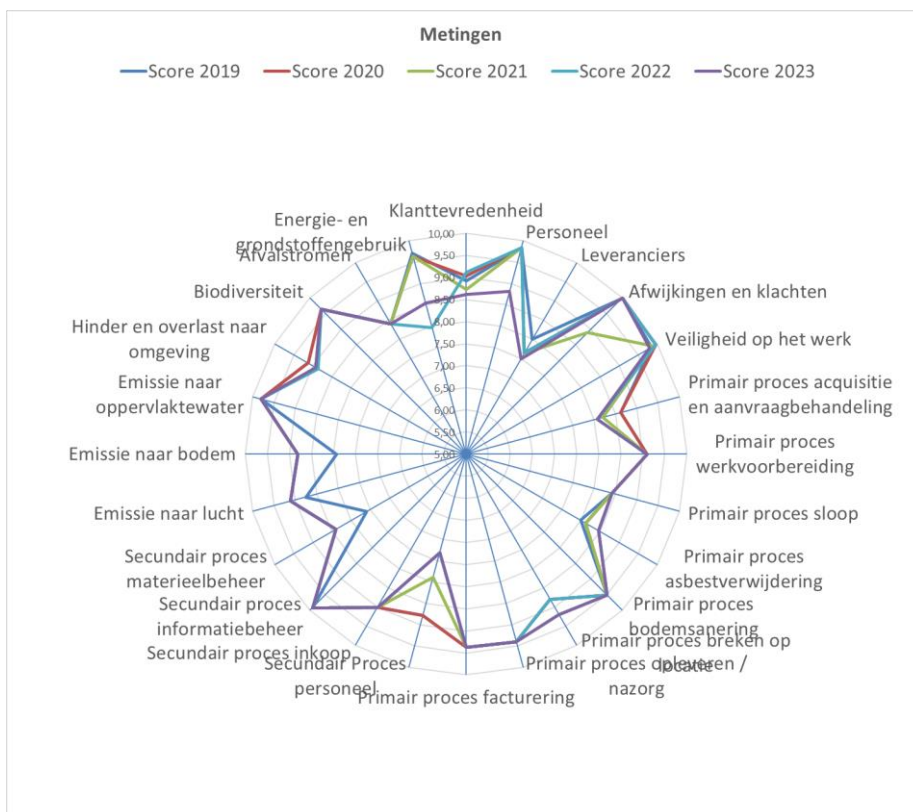 Metingen
Score 2019
Score 2020
Score 2021
Score 2022
Score 2023
Klanttevredenheid
Personeel
Leveranciers
Afwijkingen en klachten
Veiligheid op het werk
Primair proces acquisitie
en aanvraagbehandeling
Primair proces
werkvoorbereiding
Primair proces sloop
Primair proces
asbestverwijdering
Primair proces
bodemsanering
Primair proces breken op
locatie
Primair proces opleveren /
nazorg
Primair proces facturering
Secundair Proces
personeel
Secundair proces inkoop
Secundair proces
informatiebeheer
Secundair proces
materieelbeheer
Emissie naar lucht
Emissie naar bodem
Emissie naar
oppervlaktewater
Hinder en overlast naar
omgeving
Biodiversiteit
Afvalstromen
Energie- en
grondstoffengebruik
10,00
9,50
9,00
8,50
8,00
7,50
7,00
6,50
6,00
5,50
5,00